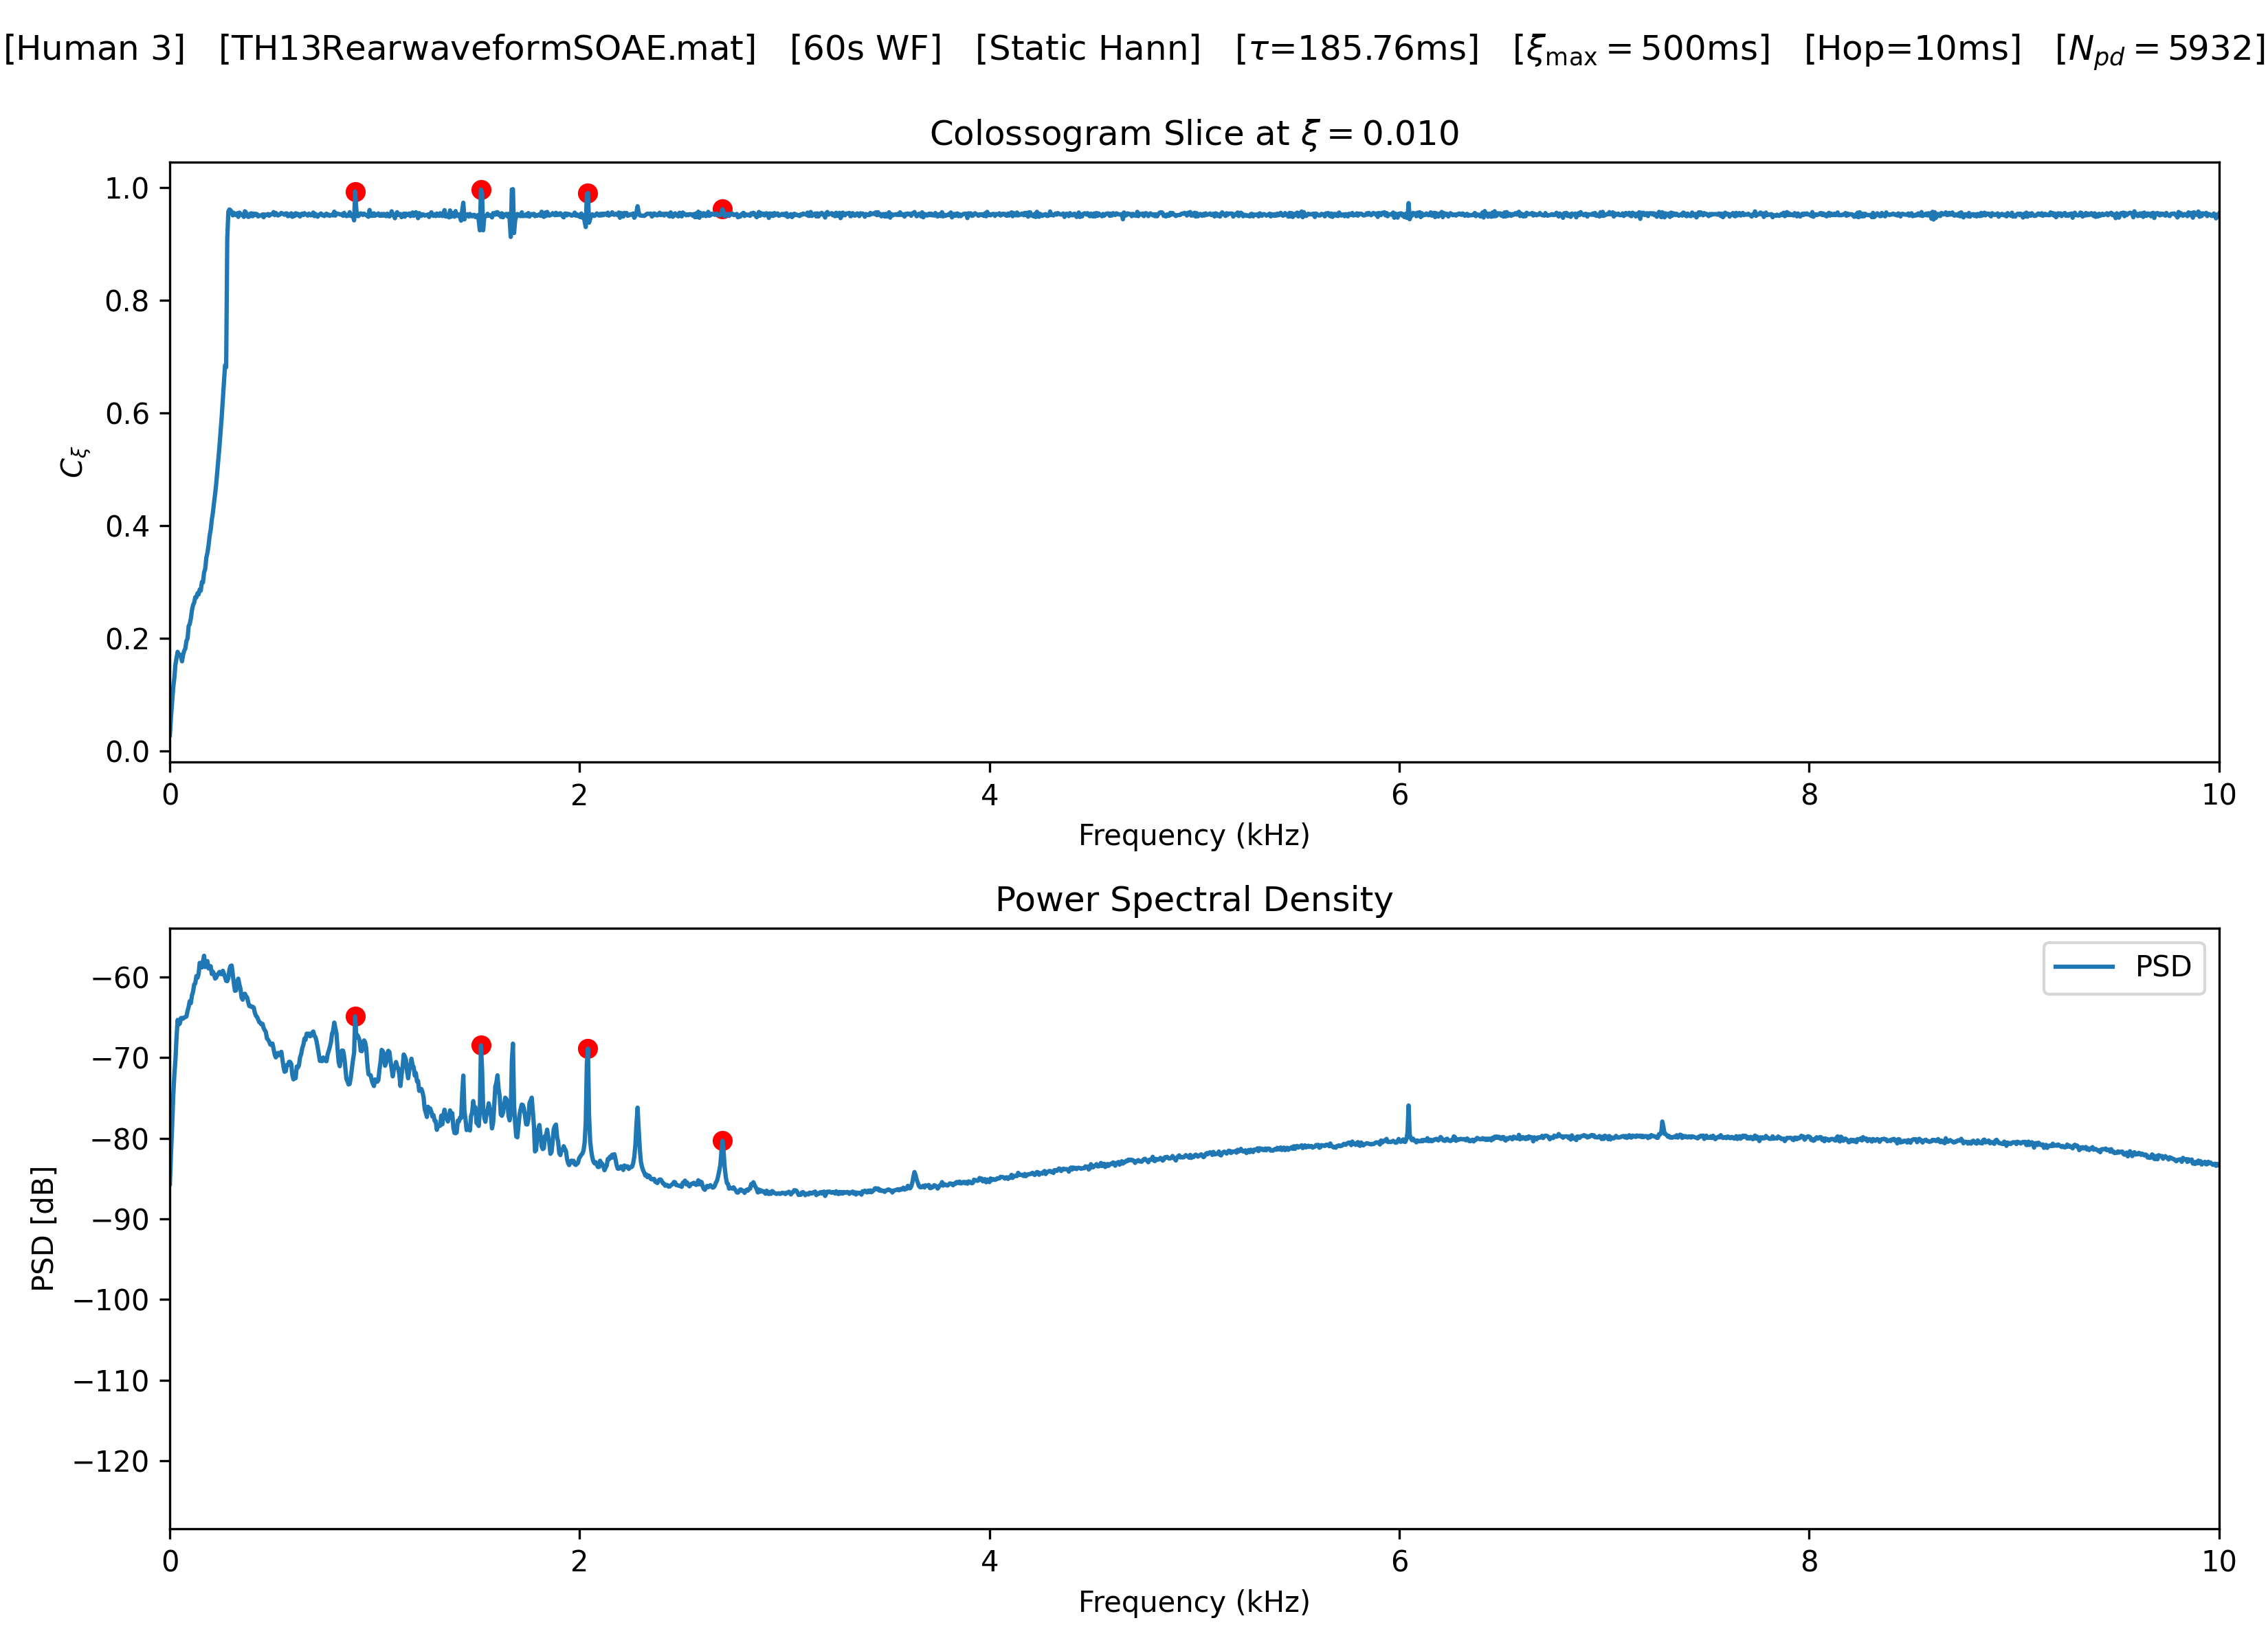 [Human 3] [TH13RearwaveformSOAE.mat] [60s WF] [Static Hann] [τ=185.76ms] [ξmax = 500ms] [Hop=10ms] [Npd = 5932]
Colossogram Slice at ξ = 0.010
1.0
0.8
0.6
0.4
0.2
0.0
Cξ
0 2 4 6 8 10
Frequency (kHz)
Power Spectral Density
PSD
−60
−70
−80
−90
−100
−110
−120
PSD [dB]
0 2 4 6 8 10
Frequency (kHz)